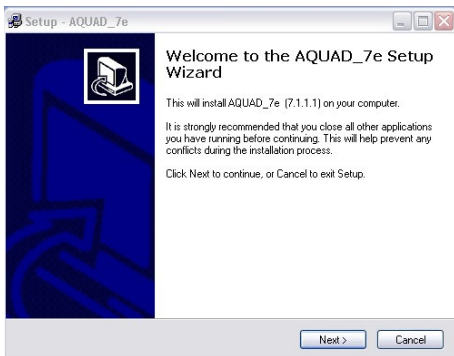 Setup - AQUAD_7e
Welcome to the AQUAD_7e Setup
Wizard
This will install AQUAD_7e (7.1.1.1) on your computer.
It is strongly recommended that you close all other applications
you have running before continuing. This will help prevent any
conflicts during the installation process.
Click Next to continue, or Cancel to exit Setup.
Next >
Cancel